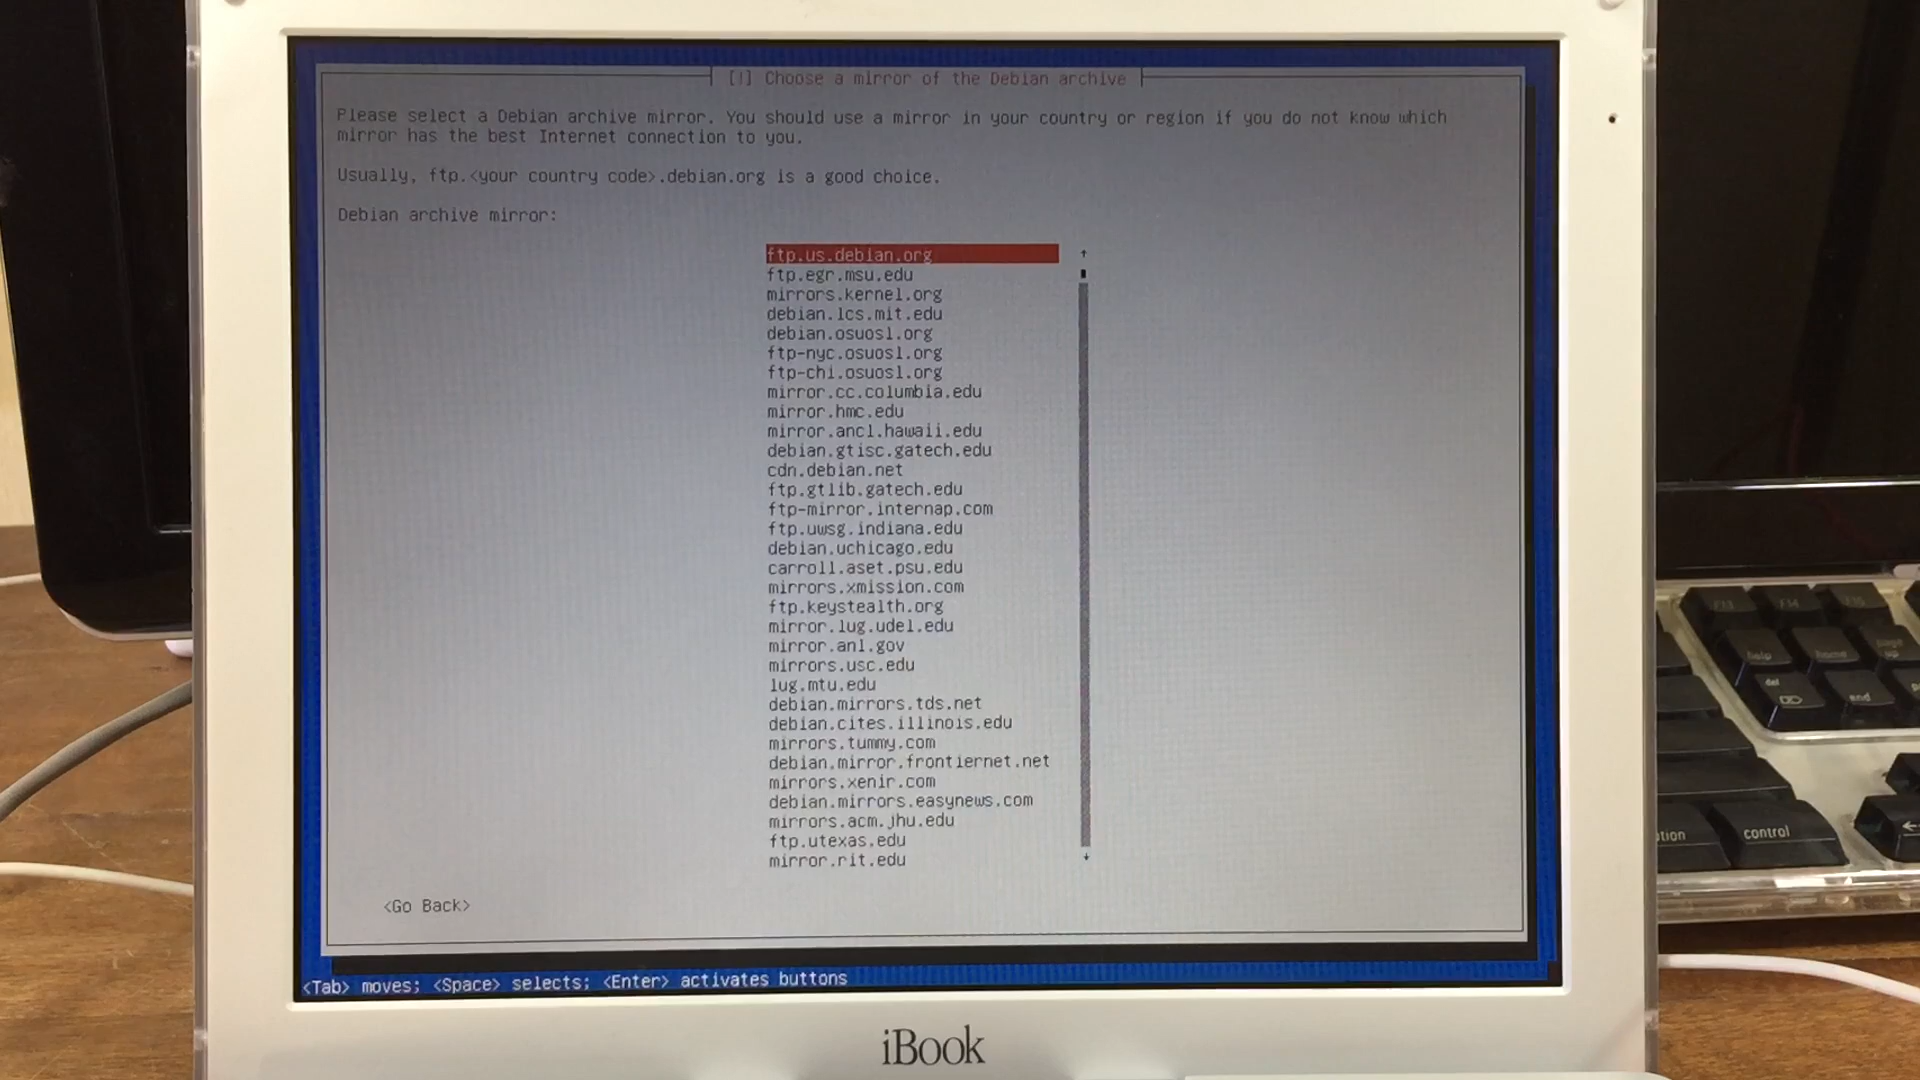 [!] Choose a mirror of the Debian archive
Please select a Debian archive mirror. You should use a mirror in your country or region if you do not know which
mirror has the best Internet connection to you.
Usually, ftp.<your country code>.debian.org is a good choice.
Debian archive mirror:
ftp.us.debian.org
ftp.egr.msu.edu
mirrors.kernel.org
debian.lcs.mit.edu
debian.osuosl.org
ftp-nyc.osuosl.org
ftp-chi.osuosl.org
mirror.cc.columbia.edu
mirror.hmc.edu
mirror.ancl.hawaii.edu
debian.gtisc.gatech.edu
cdn.debian.net
ftp.gtlib.gatech.edu
ftp-mirror.internap.com
ftp.uwsg.indiana.edu
debian.uchicago.edu
carroll.aset.psu.edu
mirrors.xmission.com
ftp.keystealth.org
mirror.lug.udel.edu
mirror.anl.gov
mirrors.usc.edu
lug.mtu.edu
debian.mirrors.tds.net
debian.cites.illinois.edu
mirrors.tummy.com
debian.mirror.frontiernet.net
mirrors.xenir.com
debian.mirrors.easynews.com
mirrors.acm.jhu.edu
ftp.utexas.edu
mirror.rit.edu
<Go Back>
<Tab> moves; <Space> selects; <Enter> activates buttons
iBook
F13 F14 F15
help home page up
del end
control